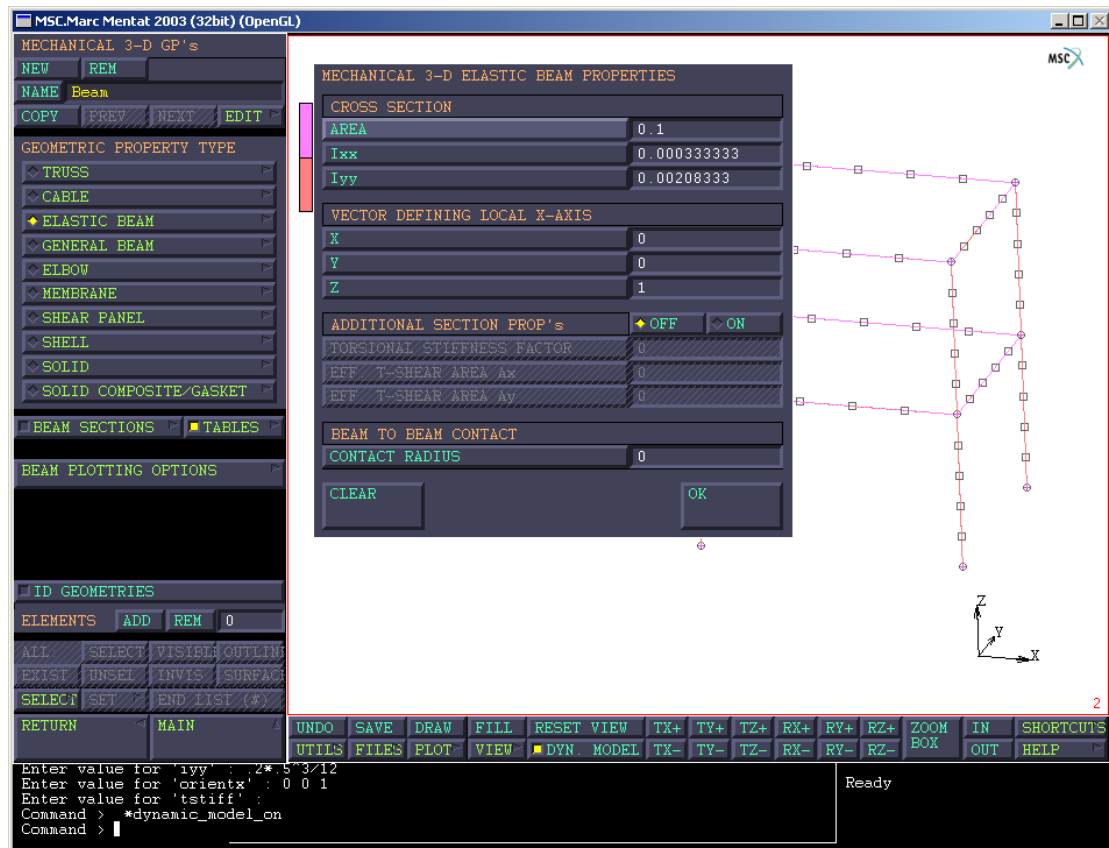 MSC.Marc Mentat 2003 (32bit) (OpenGL)
MECHANICAL 3-D GP's
NEW REM
NAME Beam
COPY PREV NEXT EDIT
GEOMETRIC PROPERTY TYPE
TRUSS
CABLE
ELASTIC BEAM
GENERAL BEAM
ELBOW
MEMBRANE
SHEAR PANEL
SHELL
SOLID
SOLID COMPOSITE/GASKET
BEAM SECTIONS TABLES
BEAM PLOTTING OPTIONS
ID GEOMETRIES
ELEMENTS ADD REM 0
ALL SELECT VISIBLE OUTLINE
EXIST UNSEL INVIS SURFACE
SELECT SET END LIST (#)
RETURN MAIN
MECHANICAL 3-D ELASTIC BEAM PROPERTIES
CROSS SECTION
AREA 0.1
Ixx 0.000333333
Iyy 0.00208333
VECTOR DEFINING LOCAL X-AXIS
X 0
Y 0
Z 1
ADDITIONAL SECTION PROP's OFF ON
TORSIONAL STIFFNESS FACTOR 0
EFF. T-SHEAR AREA Ax 0
EFF. T-SHEAR AREA Ay 0
BEAM TO BEAM CONTACT
CONTACT RADIUS 0
CLEAR OK
MSC
Z
Y
X
2
UNDO SAVE DRAW FILL RESET VIEW TX+ TY+ TZ+ RX+ RY+ RZ+ ZOOM BOX IN SHORTCUTS
UTILS FILES PLOT VIEW DYN. MODEL TX- TY- TZ- RX- RY- RZ- OUT HELP
Enter value for 'iyy' : .2*.5^3/12
Enter value for 'orientx' : 0 0 1
Enter value for 'tstiff' :
Command > *dynamic_model_on
Command >
Ready